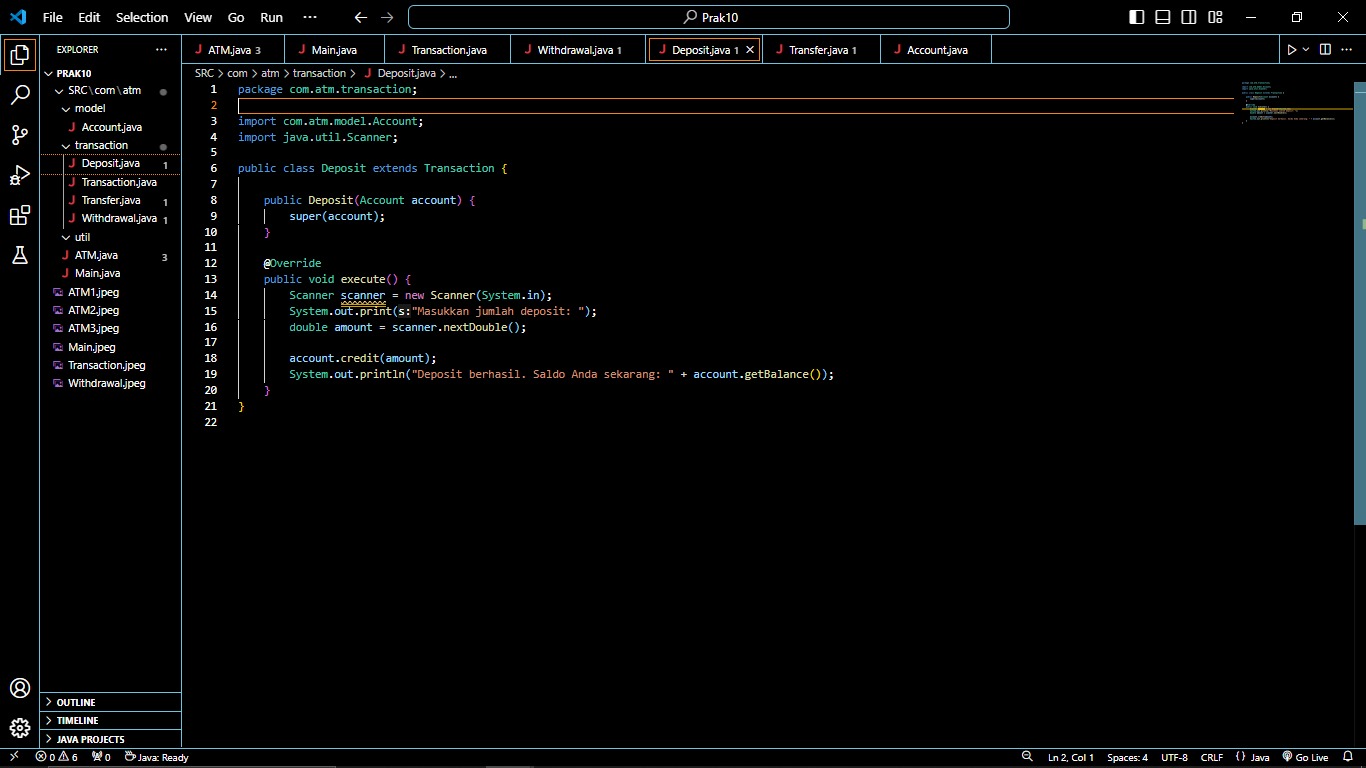 File Edit Selection View Go Run ··· Prak10
EXPLORER ···
PRAK10
SRC\com\atm
model
Account.java
transaction
Deposit.java 1
Transaction.java
Transfer.java 1
Withdrawal.java 1
util
ATM.java 3
Main.java
ATM1.jpeg
ATM2.jpeg
ATM3.jpeg
Main.jpeg
Transaction.jpeg
Withdrawal.jpeg
OUTLINE
TIMELINE
JAVA PROJECTS
ATM.java 3 Main.java Transaction.java Withdrawal.java 1 Deposit.java 1 Transfer.java 1 Account.java
SRC > com > atm > transaction > Deposit.java > ...
1 package com.atm.transaction;
2
3 import com.atm.model.Account;
4 import java.util.Scanner;
5
6 public class Deposit extends Transaction {
7
8 public Deposit(Account account) {
9 super(account);
10 }
11
12 @Override
13 public void execute() {
14 Scanner scanner = new Scanner(System.in);
15 System.out.print(s:"Masukkan jumlah deposit: ");
16 double amount = scanner.nextDouble();
17
18 account.credit(amount);
19 System.out.println("Deposit berhasil. Saldo Anda sekarang: " + account.getBalance());
20 }
21 }
22
0 6 0 Java: Ready Ln 2, Col 1 Spaces: 4 UTF-8 CRLF {} Java Go Live